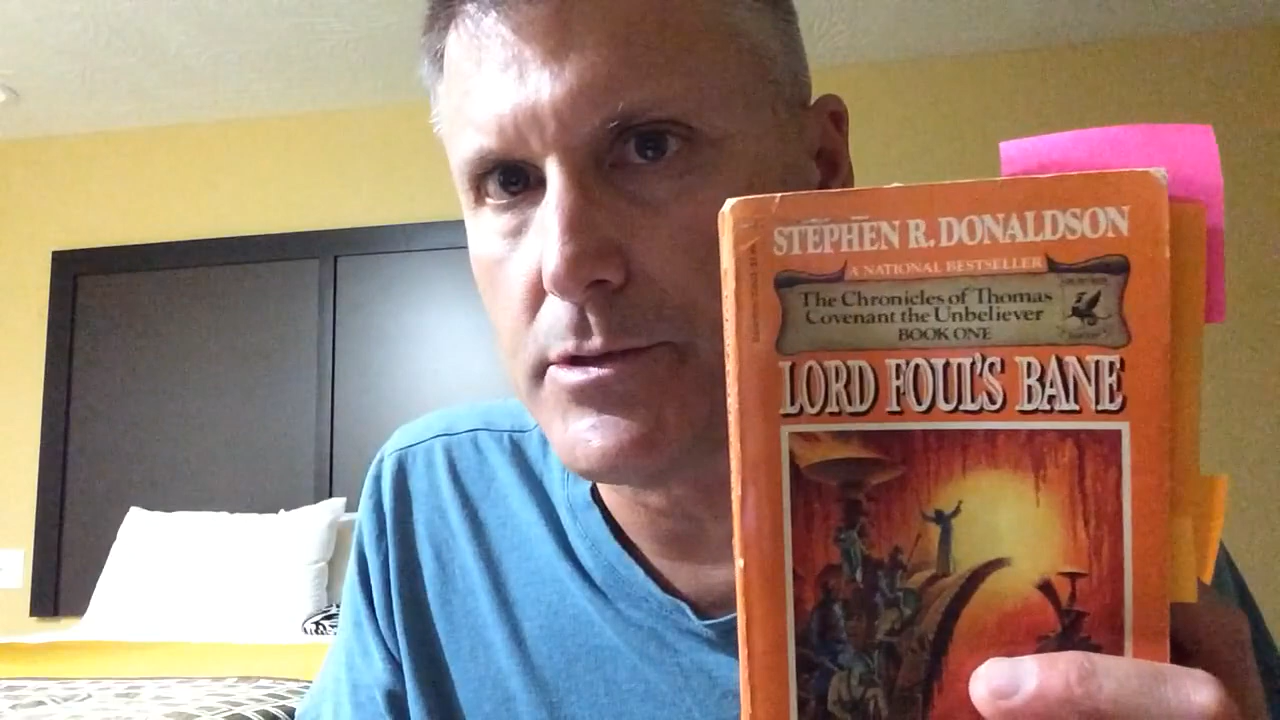 STEPHEN R. DONALDSON
A NATIONAL BESTSELLER
The Chronicles of Thomas
Covenant the Unbeliever
BOOK ONE
LORD FOUL'S BANE